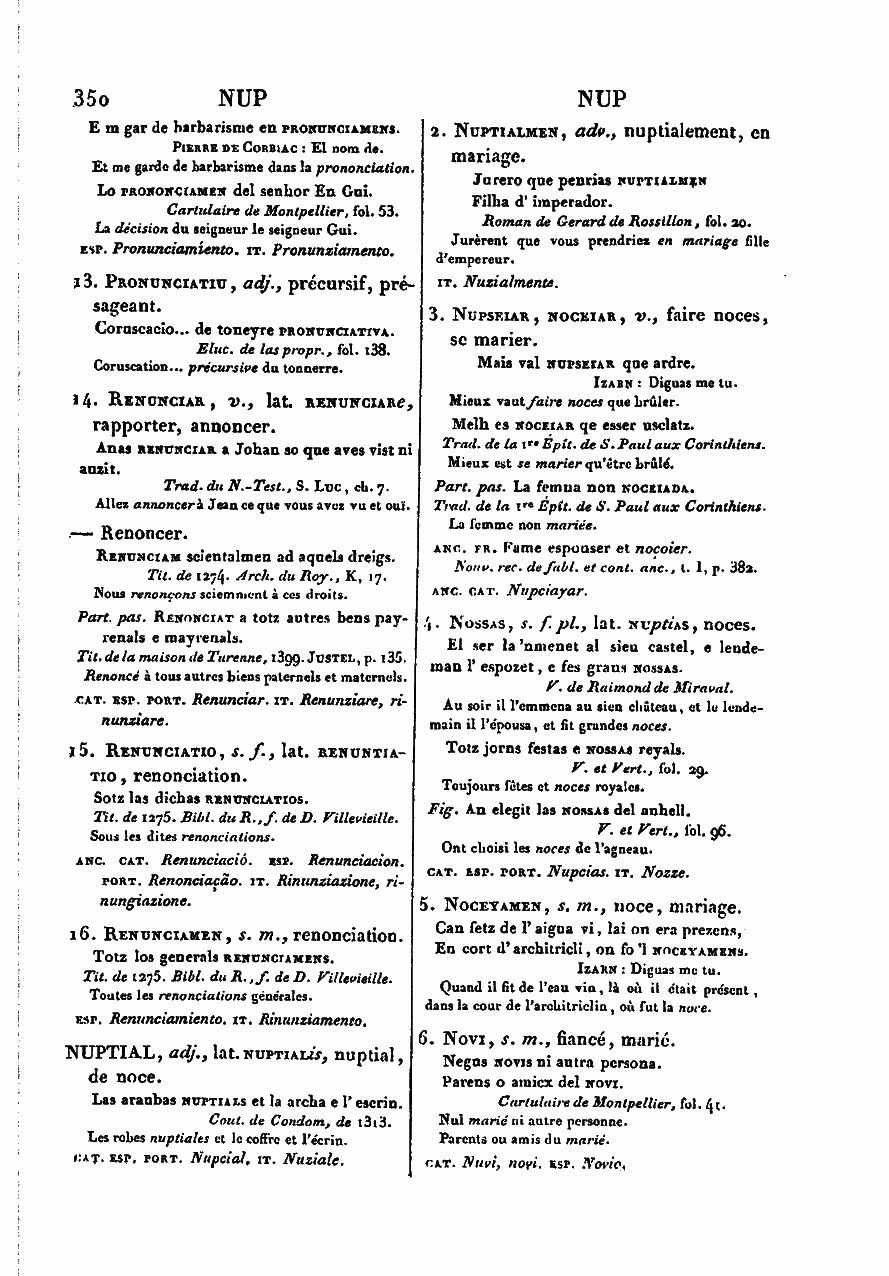 350 NUP NUP
E m gar de barbarisme en PRONUNCIAMENS.
PIERRE DE CORBIAC : El nom de.
Et me garde de barbarisme dans la prononciation.
Lo PRONONCIAMEN del senhor En Gui.
Cartulaire de Montpellier, fol. 53.
La décision du seigneur le seigneur Gui.
ESP. Pronunciamiento. IT. Pronunziamento.
13. PRONUNCIATIU, adj., précursif, pré-
sageant.
Coruscacio... de toneyre PRONUNCIATIVA.
Eluc. de las propr., fol. 138.
Coruscation... précursive du tonnerre.
14. RENUNCIAR, v., lat. RENUNCIARe,
rapporter, annoncer.
Anas RENUNCIAR a Johan so que aves vist ni
auzit.
Trad. du N.-Test., S. LUC, ch. 7.
Allez annoncer à Jean ce que vous avez vu et ouï.
— Renoncer.
RENUNCIAM scientalmen ad aquels dreigs.
Tit. de 1274. Arch. du Roy., K, 17.
Nous renonçons sciemment à ces droits.
Part. pas. RENONCIAT a totz autres bens pay-
renals e mayrenals.
Tit. de la maison de Turenne, 1399. JUSTEL, p. 135.
Renoncé à tous autres biens paternels et maternels.
CAT. ESP. PORT. Renunciar. IT. Renunziare, ri-
nunziare.
15. RENUNCIATIO, s. f., lat. RENUNTIA-
TIO, renonciation.
Sotz las dichas RENUNCIATIOS.
Tit. de 1275. Bibl. du R., f. de D. Villevieille.
Sous les dites renonciations.
ANC. CAT. Renunciació. ESP. Renunciacion.
PORT. Renonciação. IT. Rinunziazione, ri-
nungiazione.
16. RENUNCIAMEN, s. m., renonciation.
Totz los generals RENUNCIAMENS.
Tit. de 1275. Bibl. du R., f. de D. Villevieille.
Toutes les renonciations générales.
ESP. Renunciamiento. IT. Rinunziamento.
NUPTIAL, adj., lat. NUPTIALis, nuptial,
de noce.
Las araubas NUPTIALS et la archa e l'escrin.
Cout. de Condom, de 1313.
Les robes nuptiales et le coffre et l'écrin.
CAT. ESP. PORT. Nupcial. IT. Nuziale.
2. NUPTIALMEN, adv., nuptialement, en
mariage.
Jurero que penrias NUPTIALMEN
Filha d'imperador.
Roman de Gerard de Rossillon, fol. 20.
Jurèrent que vous prendriez en mariage fille
d'empereur.
IT. Nuzialmente.
3. NUPSEIAR, NOCEIAR, v., faire noces,
se marier.
Mais val NUPSEIAR que ardre.
IZARN : Diguas me tu.
Mieux vaut faire noces que brûler.
Melh es NOCEIAR qe esser usclatz.
Trad. de la 1re Épît. de S. Paul aux Corinthiens.
Mieux est se marier qu'être brûlé.
Part. pas. La femna non NOCEIADA.
Trad. de la 1re Épît. de S. Paul aux Corinthiens.
La femme non mariée.
ANC. FR. Fame espouser et noçoier.
Nouv. rec. de fabl. et cont. anc., t. I, p. 382.
ANC. CAT. Nupciayar.
4. NOSSAS, s. f. pl., lat. NUptiAS, noces.
El ser la 'nmenet al sieu castel, e lende-
man l'espozet, e fes grans NOSSAS.
V. de Raimond de Miraval.
Au soir il l'emmena au sien château, et le lende-
main il l'épousa, et fit grandes noces.
Totz jorns festas e NOSSAS reyals.
V. et Vert., fol. 29.
Toujours fêtes et noces royales.
Fig. An elegit las NOSSAS del anhell.
V. et Vert., fol. 96.
Ont choisi les noces de l'agneau.
CAT. ESP. PORT. Nupcias. IT. Nozze.
5. NOCEYAMEN, s. m., noce, mariage.
Can fetz de l'aigua vi, lai on era prezens,
En cort d'architricli, on fo 'l NOCEYAMENS.
IZARN : Diguas me tu.
Quand il fit de l'eau vin, là où il était présent,
dans la cour de l'architriclin, où fut la noce.
6. NOVI, s. m., fiancé, marié.
Negus NOVIS ni autra persona.
Parens o amicx del NOVI.
Cartulaire de Montpellier, fol. 41.
Nul marié ni autre personne.
Parents ou amis du marié.
CAT. Nuvi, novi. ESP. Novio.